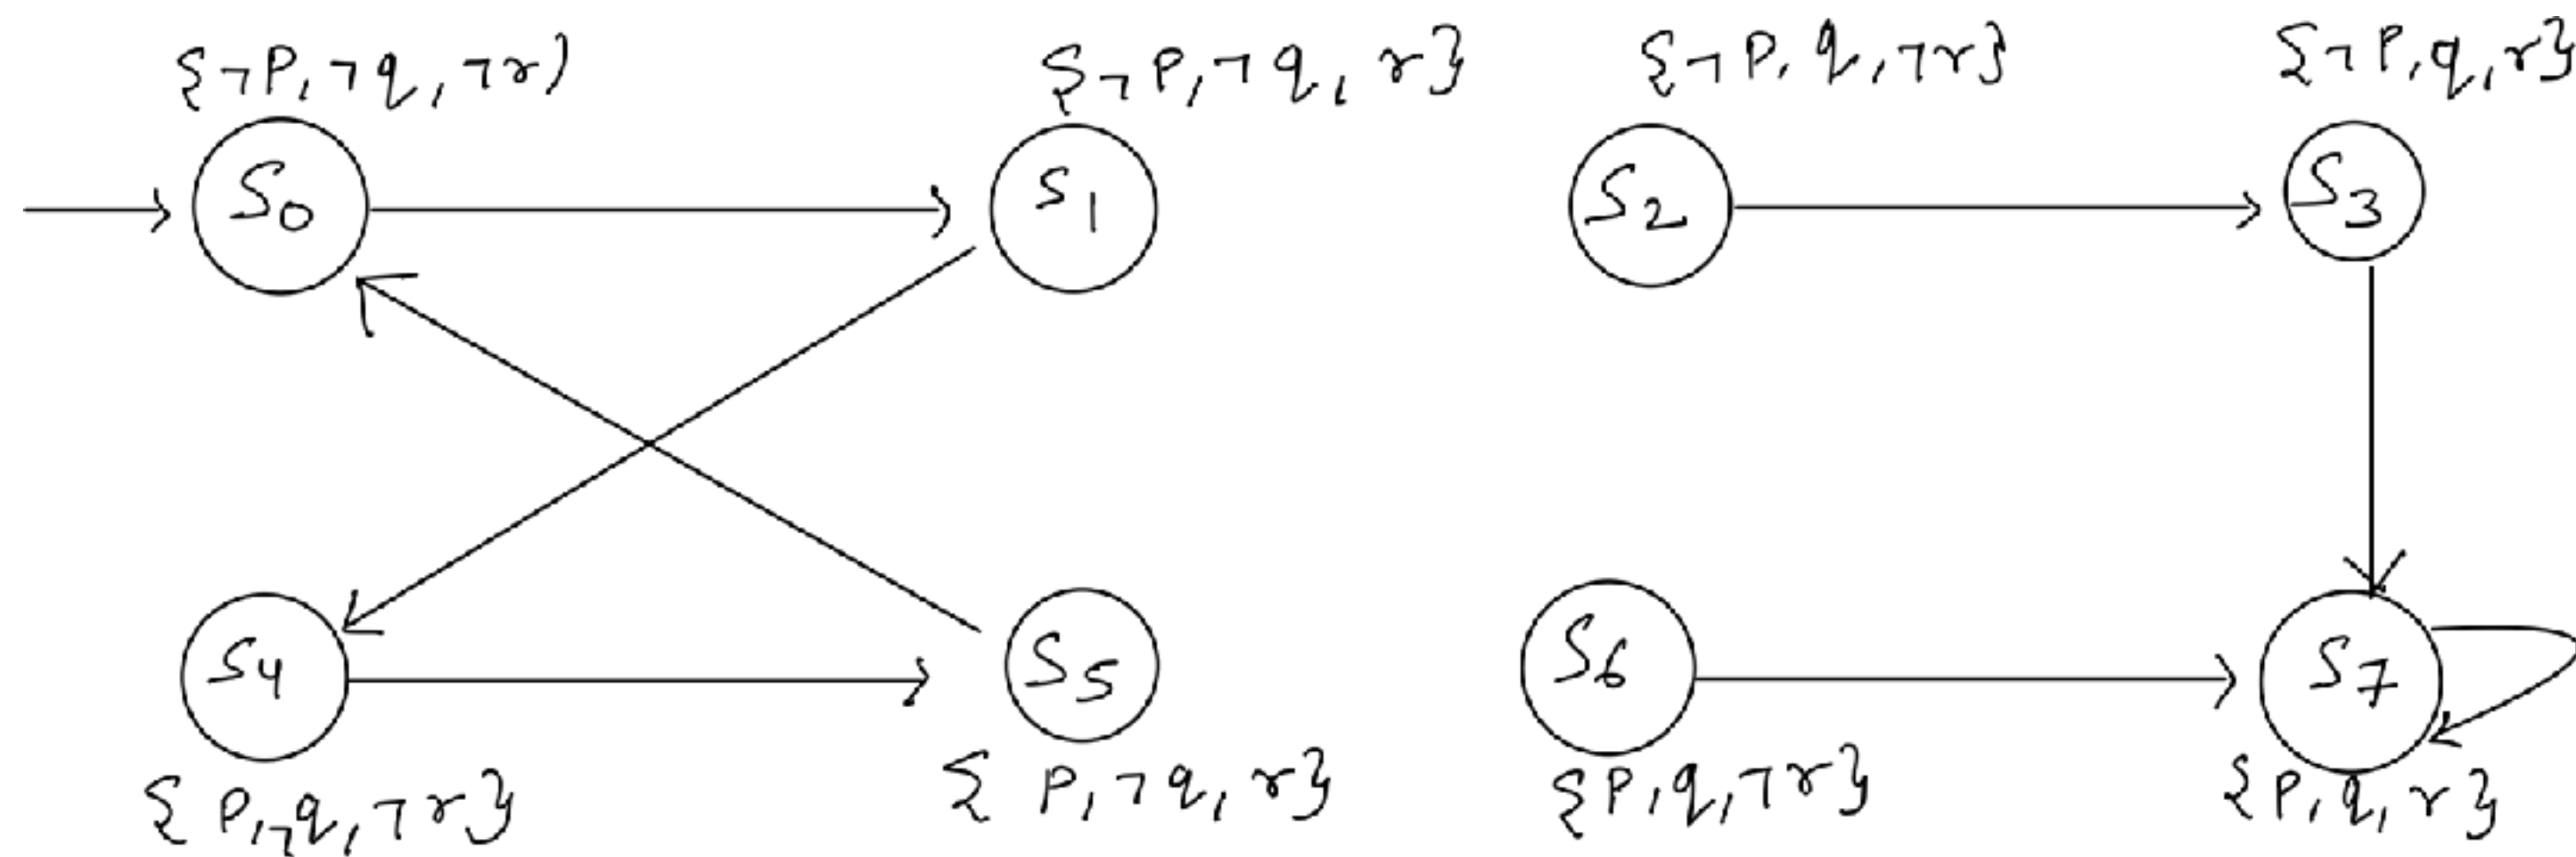 {¬P, ¬q, ¬r) {¬P, ¬q, r} {¬P, q, ¬r} {¬P, q, r}
S0 S1 S2 S3
S4 S5 S6 S7
{P, ¬q, ¬r} {P, ¬q, r} {P, q, ¬r} {P, q, r}